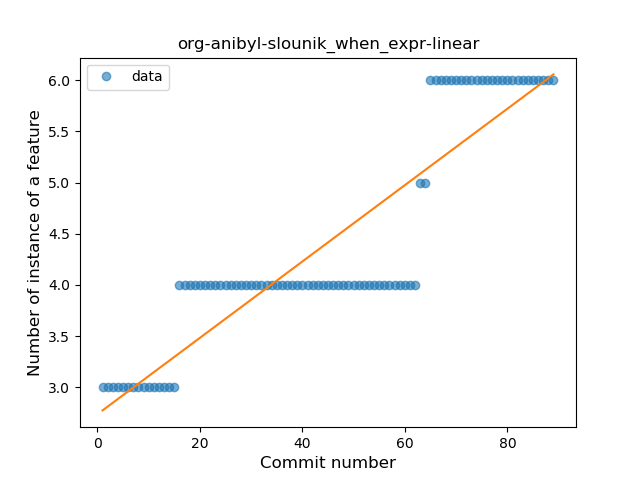 org-anibyl-slounik_when_expr-linear
data
6.0
5.5
5.0
4.5
4.0
3.5
3.0
Number of instance of a feature
0 20 40 60 80
Commit number